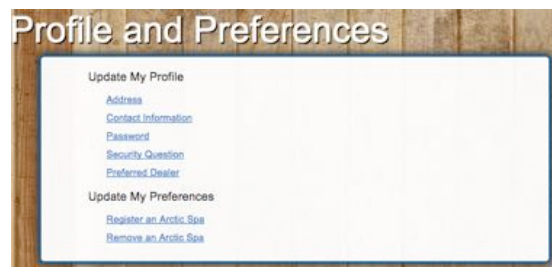 Profile and Preferences
Update My Profile
Address
Contact Information
Password
Security Question
Preferred Dealer
Update My Preferences
Register an Arctic Spa
Remove an Arctic Spa